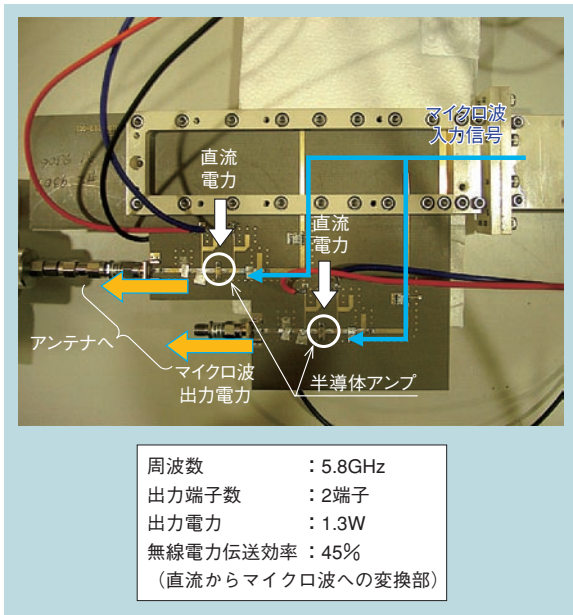 マイクロ波
入力信号
直流
電力
直流
電力
アンテナへ
マイクロ波
出力電力
半導体アンプ
周波数 : 5.8GHz
出力端子数 : 2端子
出力電力 : 1.3W
無線電力伝送効率 : 45%
（直流からマイクロ波への変換部）